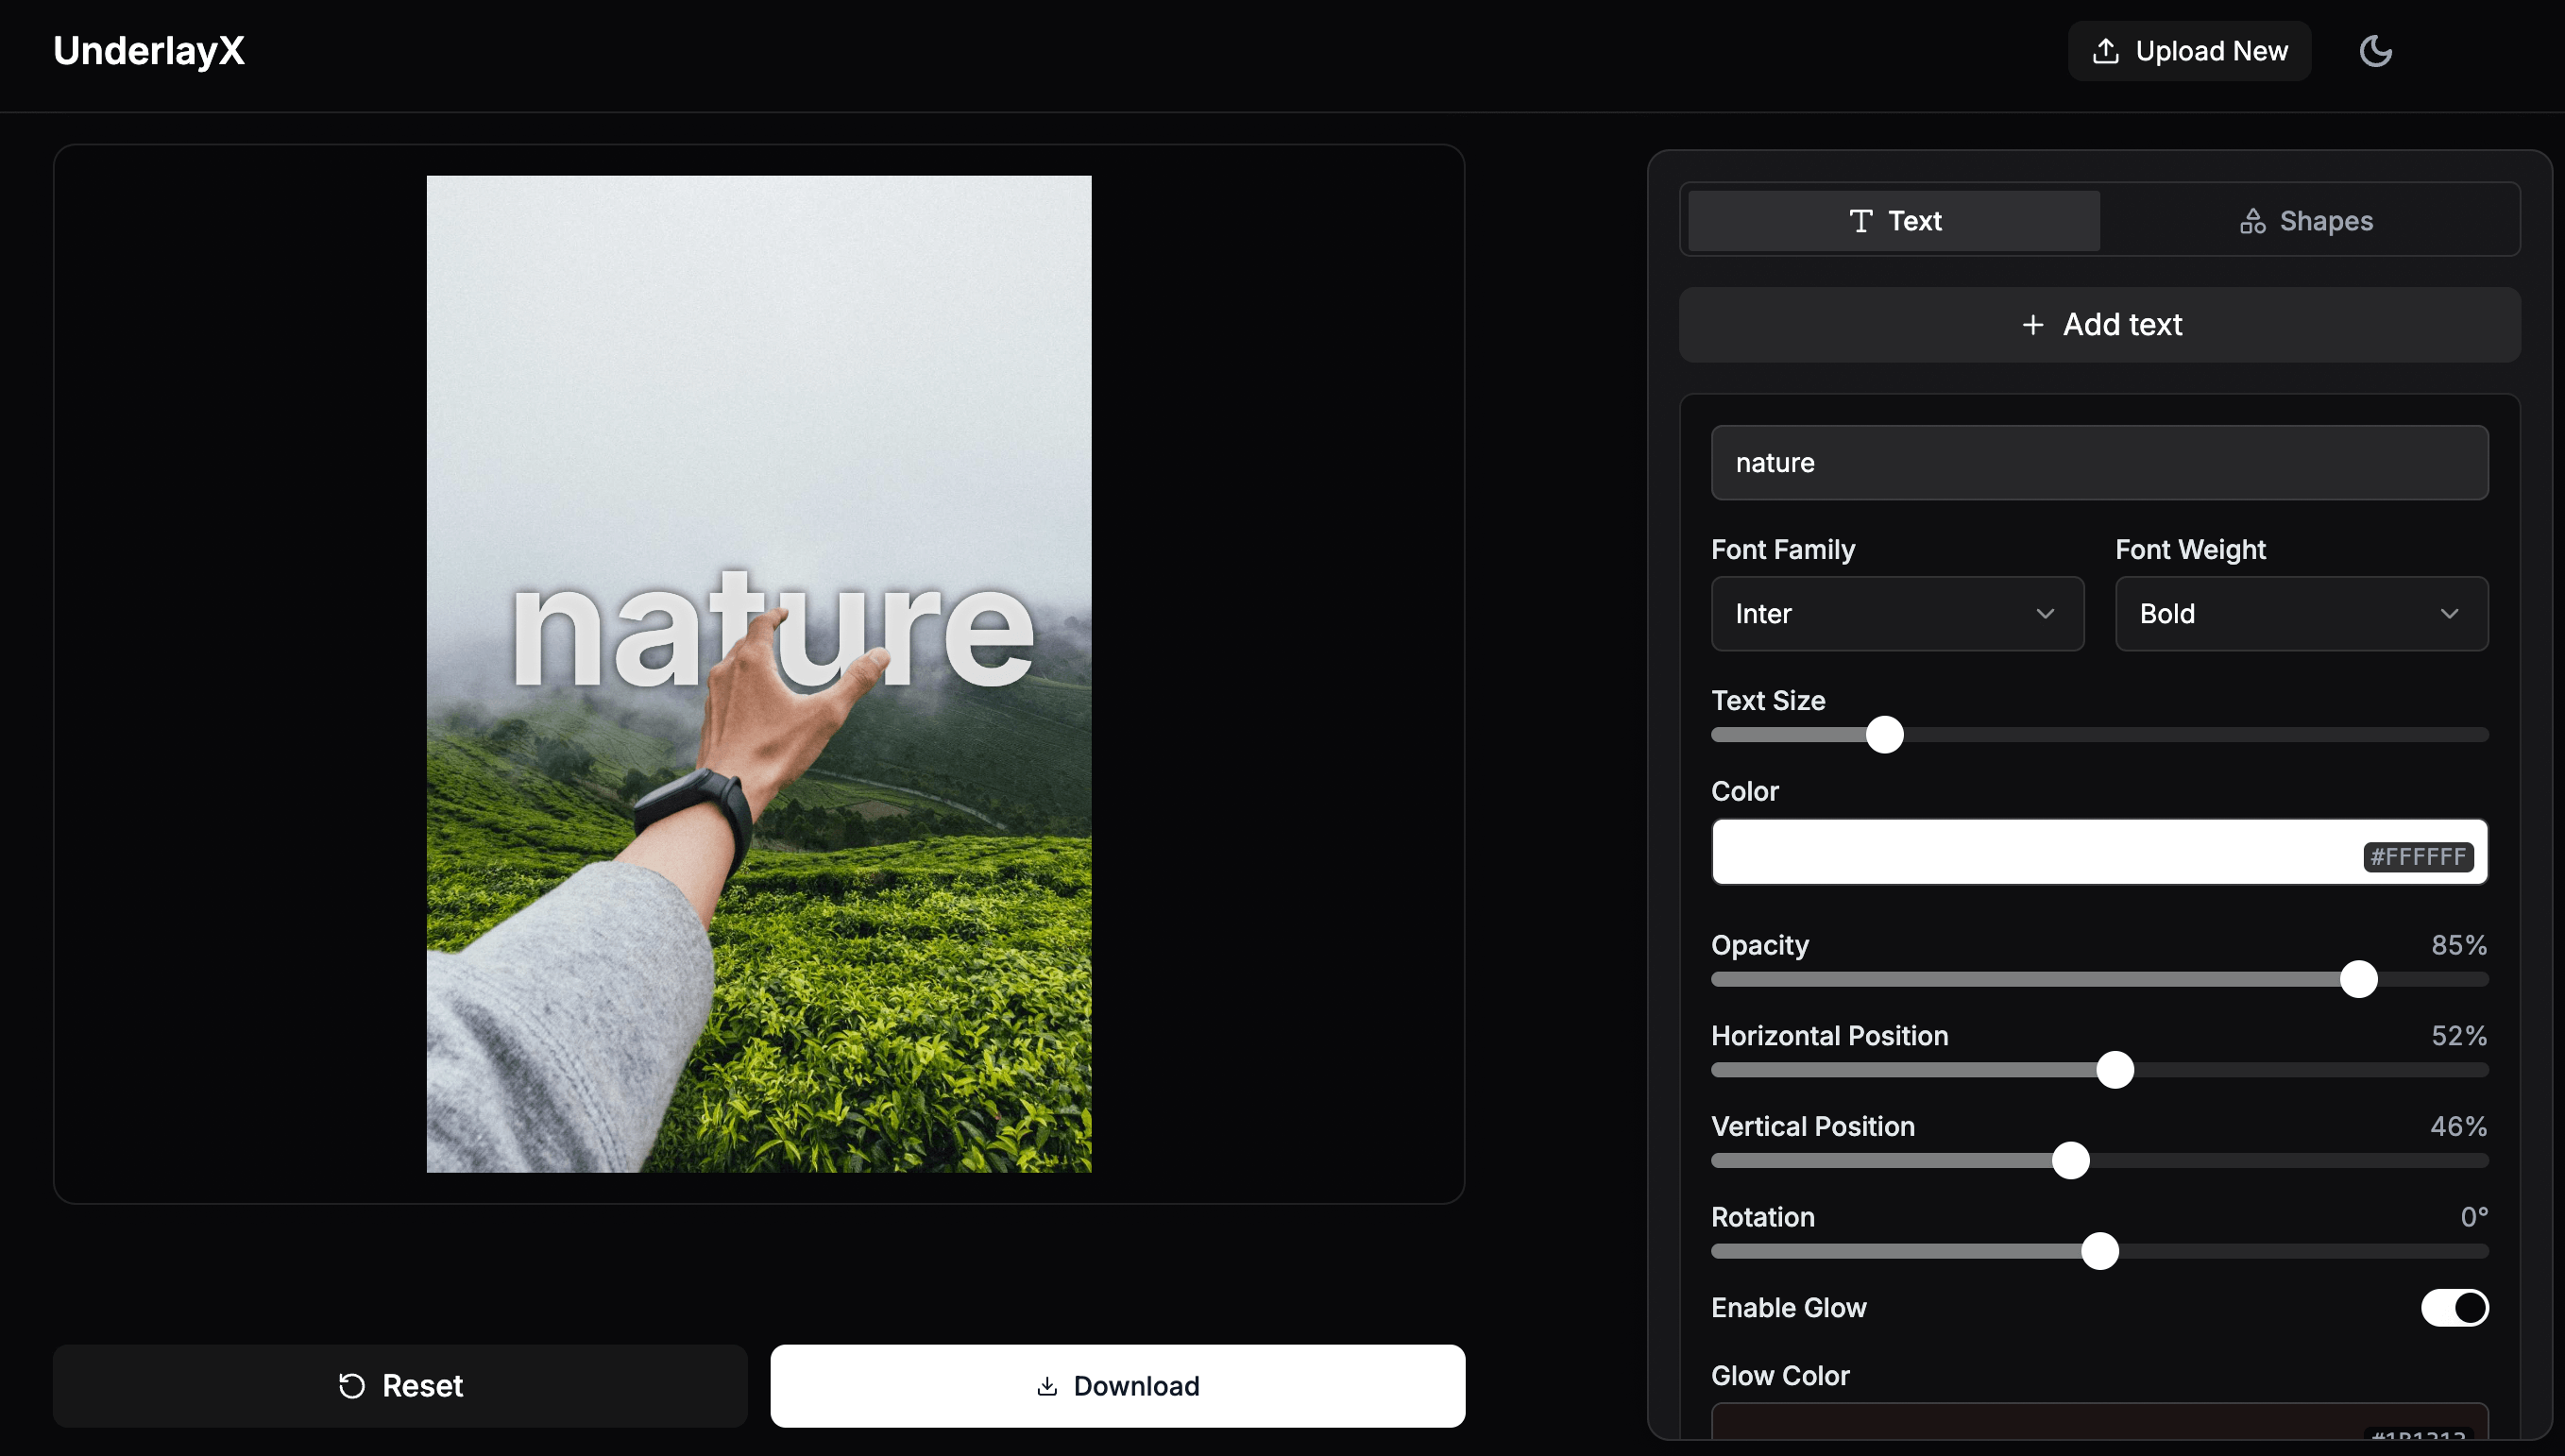 UnderlayX
Upload New
nature
Reset
Download
Text
Shapes
Add text
nature
Font Family
Font Weight
Inter
Bold
Text Size
Color
#FFFFFF
Opacity
85%
Horizontal Position
52%
Vertical Position
46%
Rotation
0°
Enable Glow
Glow Color